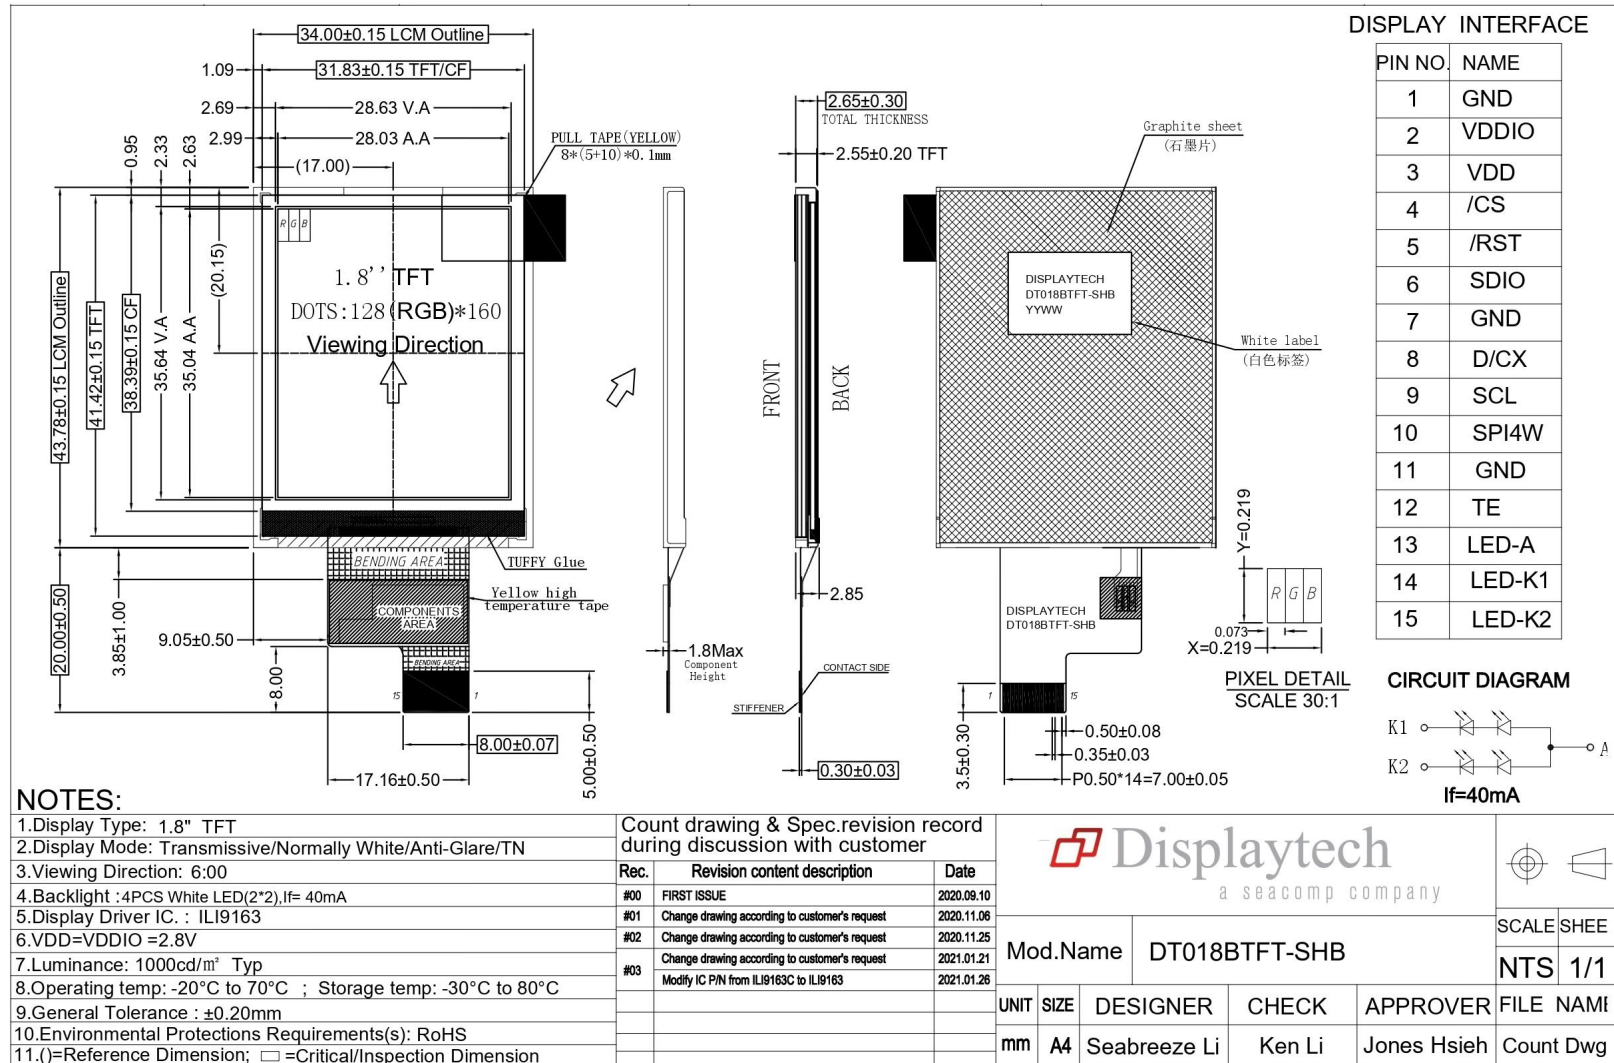 DISPLAY INTERFACE
PIN NO. NAME
1 GND
2 VDDIO
3 VDD
4 /CS
5 /RST
6 SDIO
7 GND
8 D/CX
9 SCL
10 SPI4W
11 GND
12 TE
13 LED-A
14 LED-K1
15 LED-K2
34.00±0.15 LCM Outline
1.09
31.83±0.15 TFT/CF
2.69
28.63 V.A
2.99
28.03 A.A
(17.00)
0.95
2.33
2.63
PULL TAPE(YELLOW)
8*(5+10)*0.1mm
43.78±0.15 LCM Outline
41.42±0.15 TFT
38.39±0.15 CF
35.64 V.A
35.04 A.A
(20.15)
R G B
1.8'' TFT
DOTS:128(RGB)*160
Viewing Direction
TUFFY Glue
BENDING AREA
Yellow high
temperature tape
COMPONENTS
AREA
BENDING AREA
15
1
20.00±0.50
3.85±1.00
9.05±0.50
8.00
8.00±0.07
17.16±0.50
5.00±0.50
1.8Max
Component
Height
2.65±0.30
TOTAL THICKNESS
2.55±0.20 TFT
FRONT
BACK
2.85
CONTACT SIDE
STIFFENER
0.30±0.03
Graphite sheet
(石墨片)
DISPLAYTECH
DT018BTFT-SHB
YYWW
White label
(白色标签)
DISPLAYTECH
DT018BTFT-SHB
1
15
3.5±0.30
0.50±0.08
0.35±0.03
P0.50*14=7.00±0.05
Y=0.219
R G B
0.073
X=0.219
PIXEL DETAIL
SCALE 30:1
CIRCUIT DIAGRAM
K1
A
K2
If=40mA
NOTES:
1.Display Type: 1.8" TFT
2.Display Mode: Transmissive/Normally White/Anti-Glare/TN
3.Viewing Direction: 6:00
4.Backlight :4PCS White LED(2*2),If= 40mA
5.Display Driver IC. : ILI9163
6.VDD=VDDIO =2.8V
7.Luminance: 1000cd/m² Typ
8.Operating temp: -20°C to 70°C ; Storage temp: -30°C to 80°C
9.General Tolerance : ±0.20mm
10.Environmental Protections Requirements(s): RoHS
11.()=Reference Dimension; ▭ =Critical/Inspection Dimension
Count drawing & Spec.revision record
during discussion with customer
Rec. Revision content description Date
#00 FIRST ISSUE 2020.09.10
#01 Change drawing according to customer's request 2020.11.06
#02 Change drawing according to customer's request 2020.11.25
#03 Change drawing according to customer's request 2021.01.21
Modify IC P/N from ILI9163C to ILI9163 2021.01.26
Displaytech
a seacomp company
Mod.Name DT018BTFT-SHB
SCALE SHEE
NTS 1/1
UNIT SIZE DESIGNER CHECK APPROVER FILE NAME
mm A4 Seabreeze Li Ken Li Jones Hsieh Count Dwg